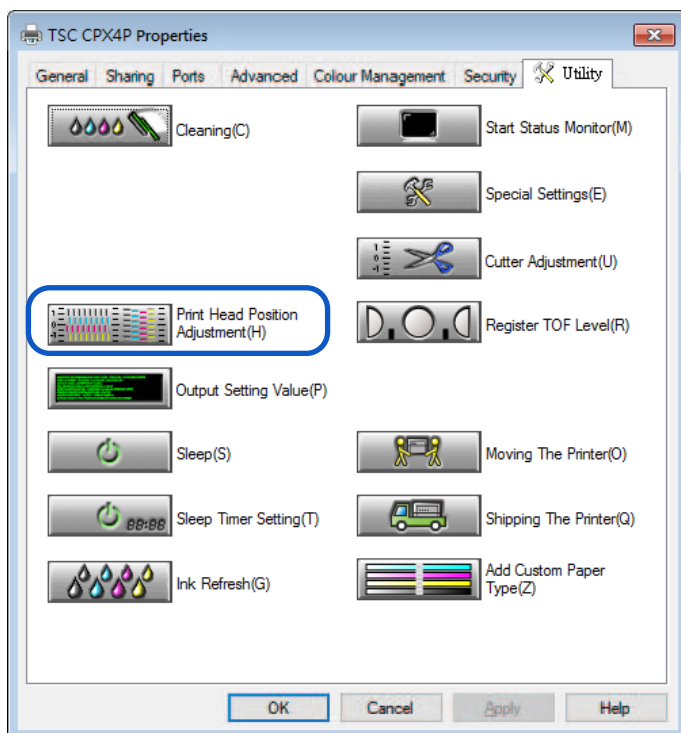 TSC CPX4P Properties
General Sharing Ports Advanced Colour Management Security Utility
Cleaning(C)
Start Status Monitor(M)
Special Settings(E)
Cutter Adjustment(U)
Print Head Position
Adjustment(H)
Register TOF Level(R)
Output Setting Value(P)
Sleep(S)
Moving The Printer(O)
88:88
Sleep Timer Setting(T)
Shipping The Printer(Q)
Ink Refresh(G)
Add Custom Paper
Type(Z)
OK Cancel Apply Help